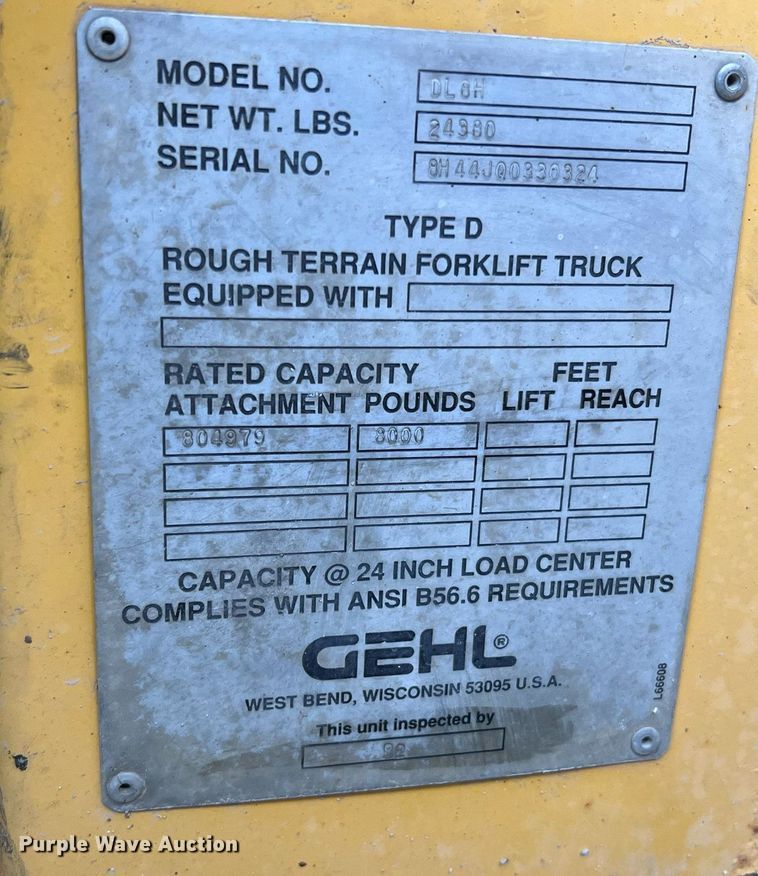 MODEL NO. DL8H
NET WT. LBS. 24380
SERIAL NO. 8H44JQ0330324
TYPE D
ROUGH TERRAIN FORKLIFT TRUCK
EQUIPPED WITH
RATED CAPACITY FEET
ATTACHMENT POUNDS LIFT REACH
804979 8000
CAPACITY @ 24 INCH LOAD CENTER
COMPLIES WITH ANSI B56.6 REQUIREMENTS
GEHL®
WEST BEND, WISCONSIN 53095 U.S.A.
This unit inspected by
L66608
Purple Wave Auction